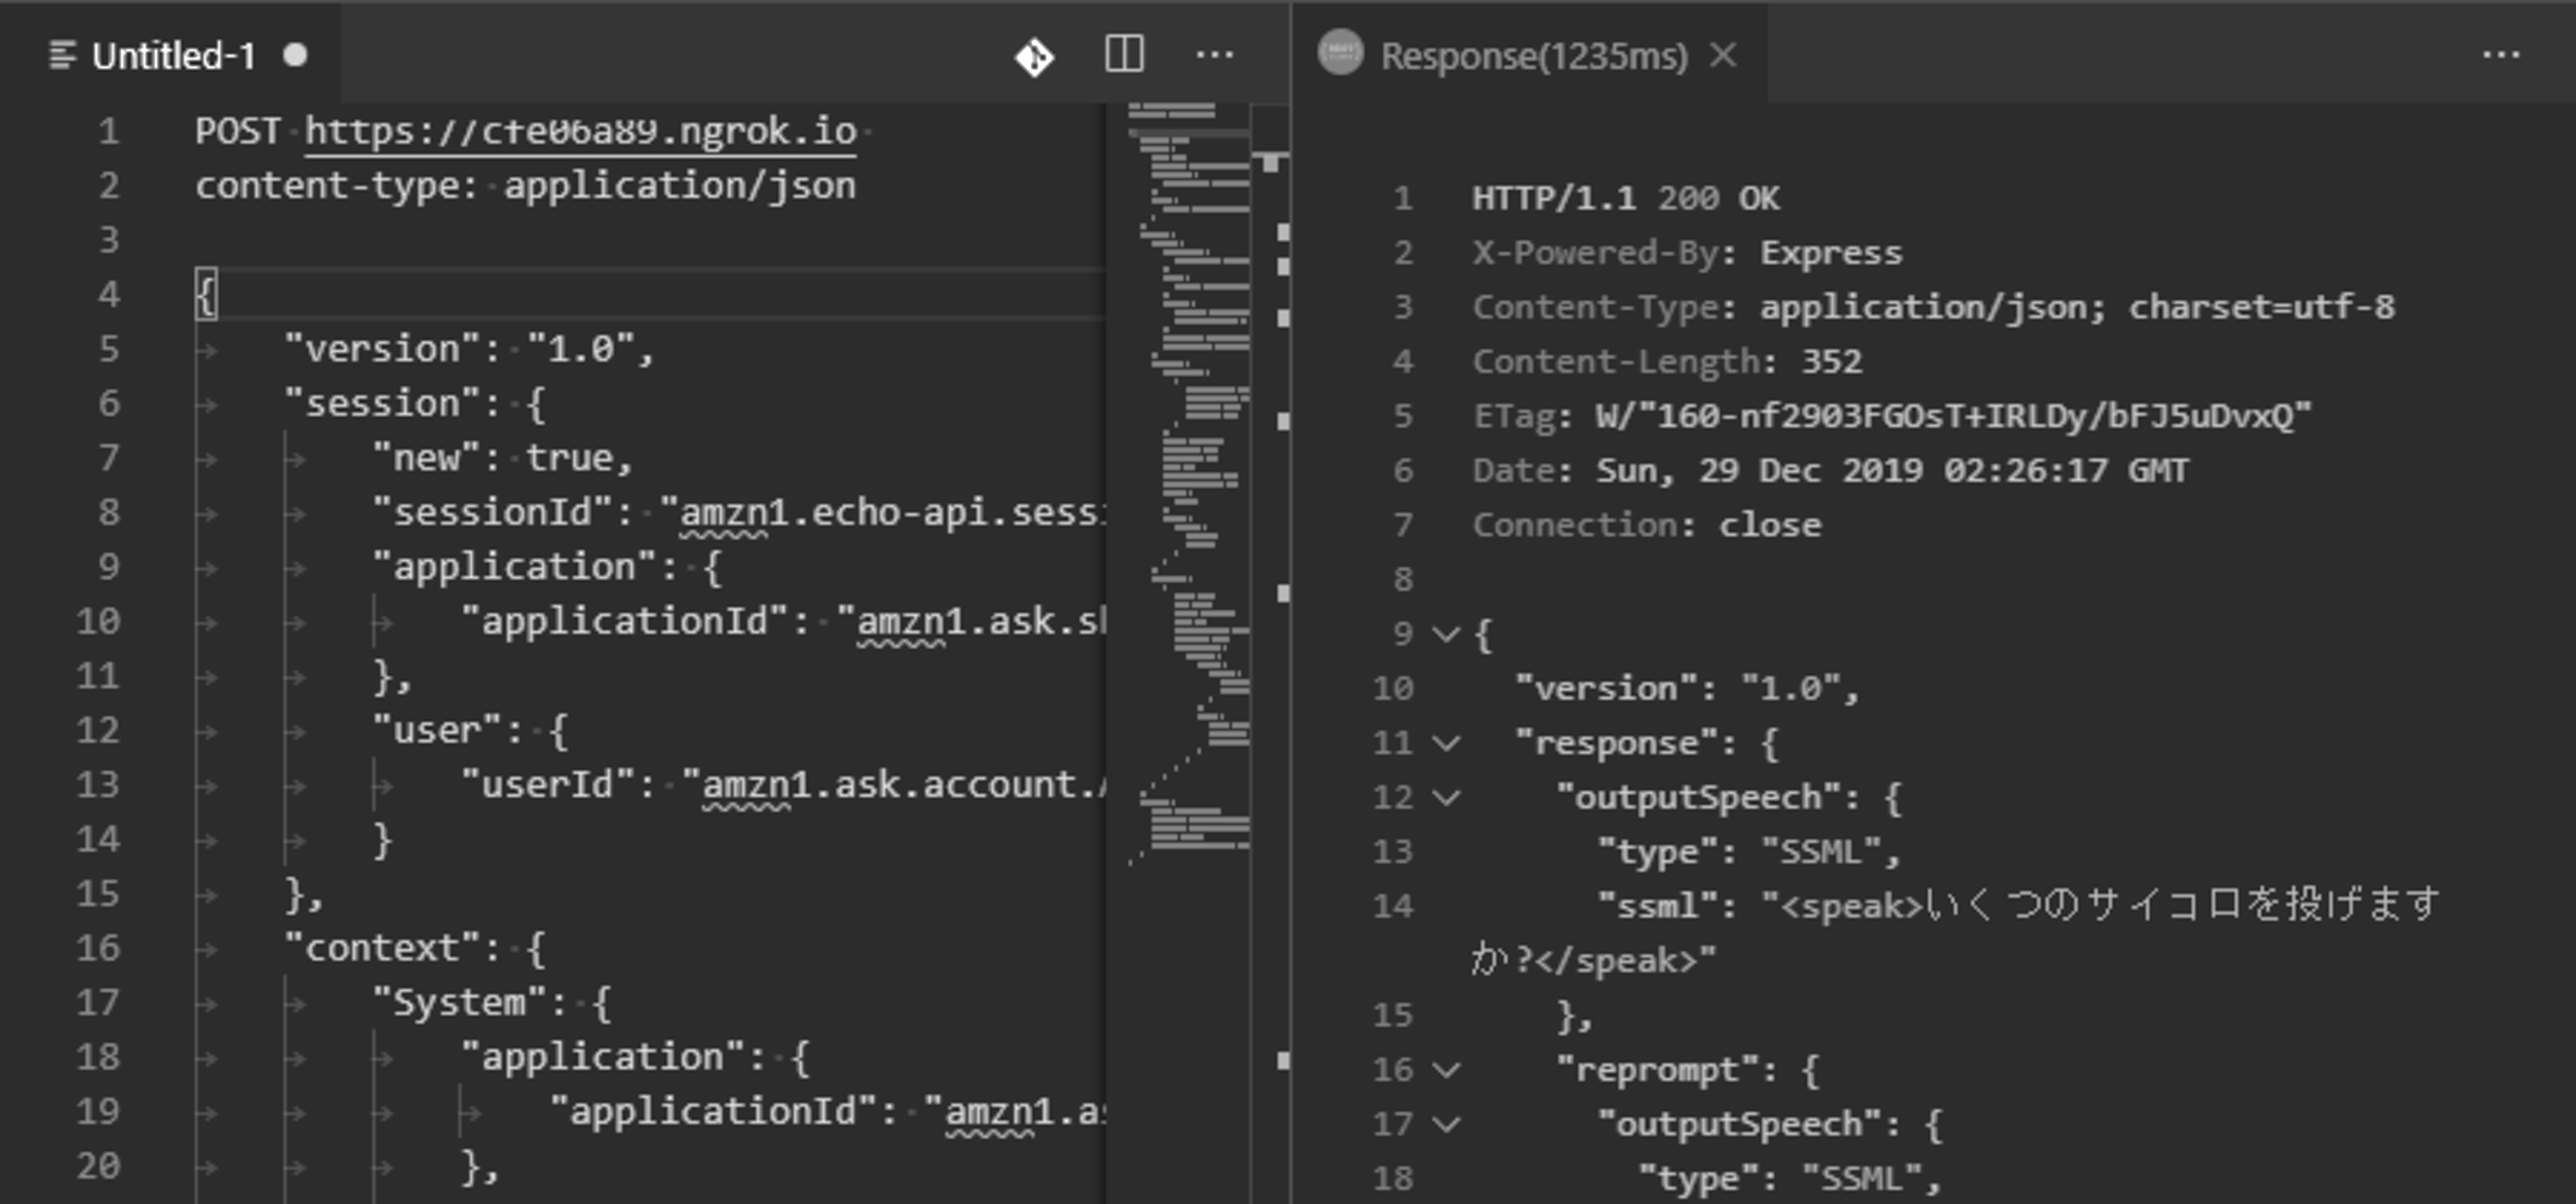 Untitled-1
1 POST https://cfe06a89.ngrok.io
2 content-type: application/json
3
4 {
5 "version": "1.0",
6 "session": {
7 "new": true,
8 "sessionId": "amzn1.echo-api.sess
9 "application": {
10 "applicationId": "amzn1.ask.s
11 },
12 "user": {
13 "userId": "amzn1.ask.account.
14 }
15 },
16 "context": {
17 "System": {
18 "application": {
19 "applicationId": "amzn1.as
20 },
Response(1235ms)
1 HTTP/1.1 200 OK
2 X-Powered-By: Express
3 Content-Type: application/json; charset=utf-8
4 Content-Length: 352
5 ETag: W/"160-nf2903FGOsT+IRLDy/bFJ5uDvxQ"
6 Date: Sun, 29 Dec 2019 02:26:17 GMT
7 Connection: close
8
9 {
10 "version": "1.0",
11 "response": {
12 "outputSpeech": {
13 "type": "SSML",
14 "ssml": "<speak>いくつのサイコロを投げます
か?</speak>"
15 },
16 "reprompt": {
17 "outputSpeech": {
18 "type": "SSML",